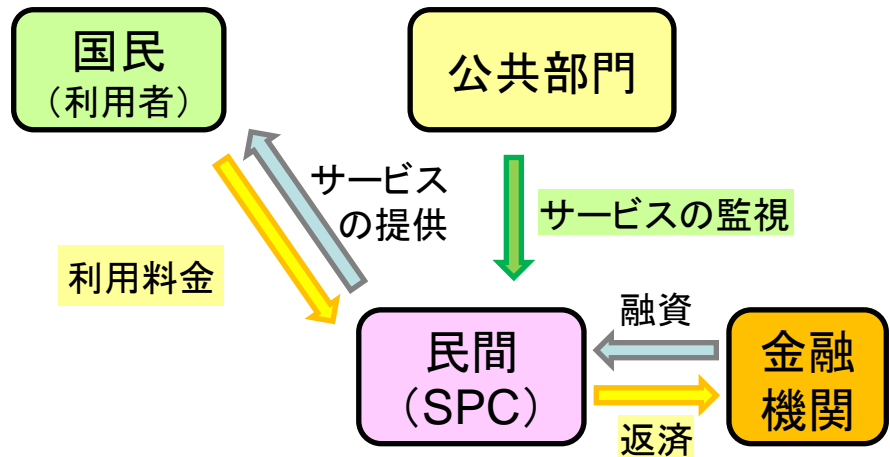 国民
（利用者）
公共部門
サービス
の提供
サービスの監視
利用料金
融資
民間
（SPC）
金融
機関
返済